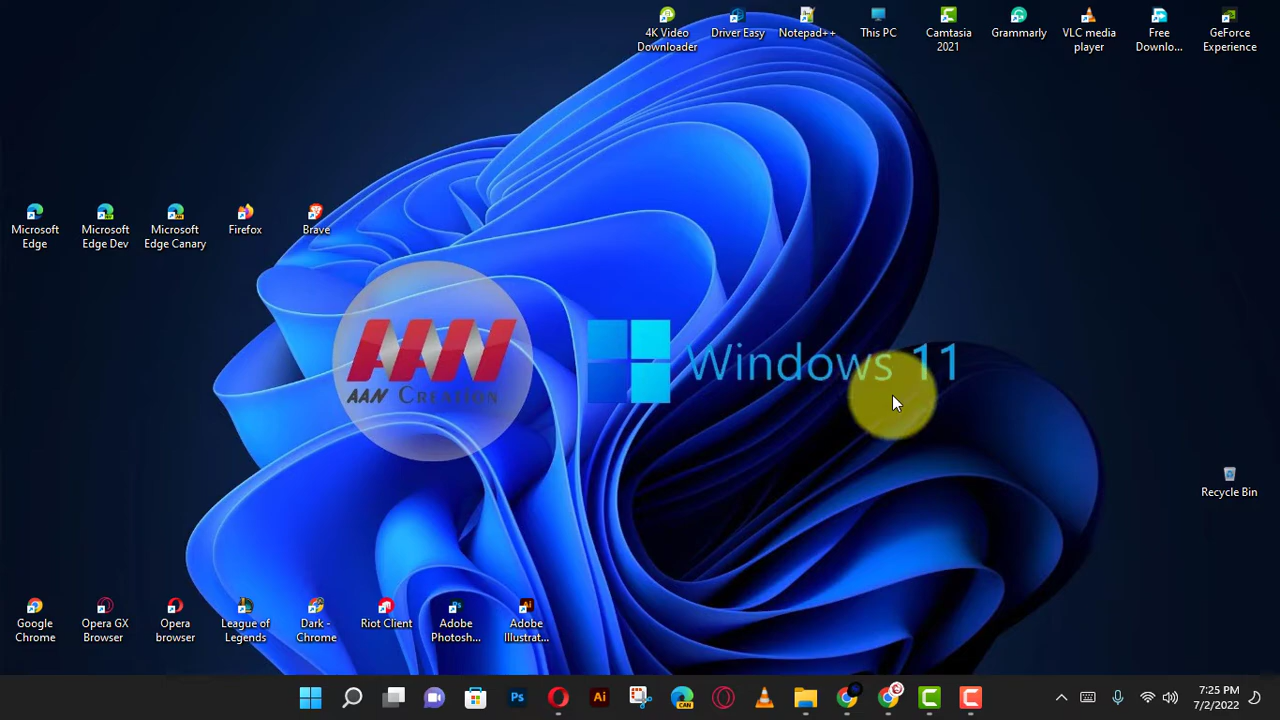 4K Video
Downloader
Driver Easy
Notepad++
This PC
Camtasia
2021
Grammarly
VLC media
player
Free
Downlo...
GeForce
Experience
Microsoft
Edge
Microsoft
Edge Dev
Microsoft
Edge Canary
Firefox
Brave
AAN
AAN CREATION
Windows 11
Recycle Bin
Google
Chrome
Opera GX
Browser
Opera
browser
League of
Legends
Dark -
Chrome
Riot Client
Adobe
Photosh...
Adobe
Illustrat...
Ps
Ai
CAN
7:25 PM
7/2/2022